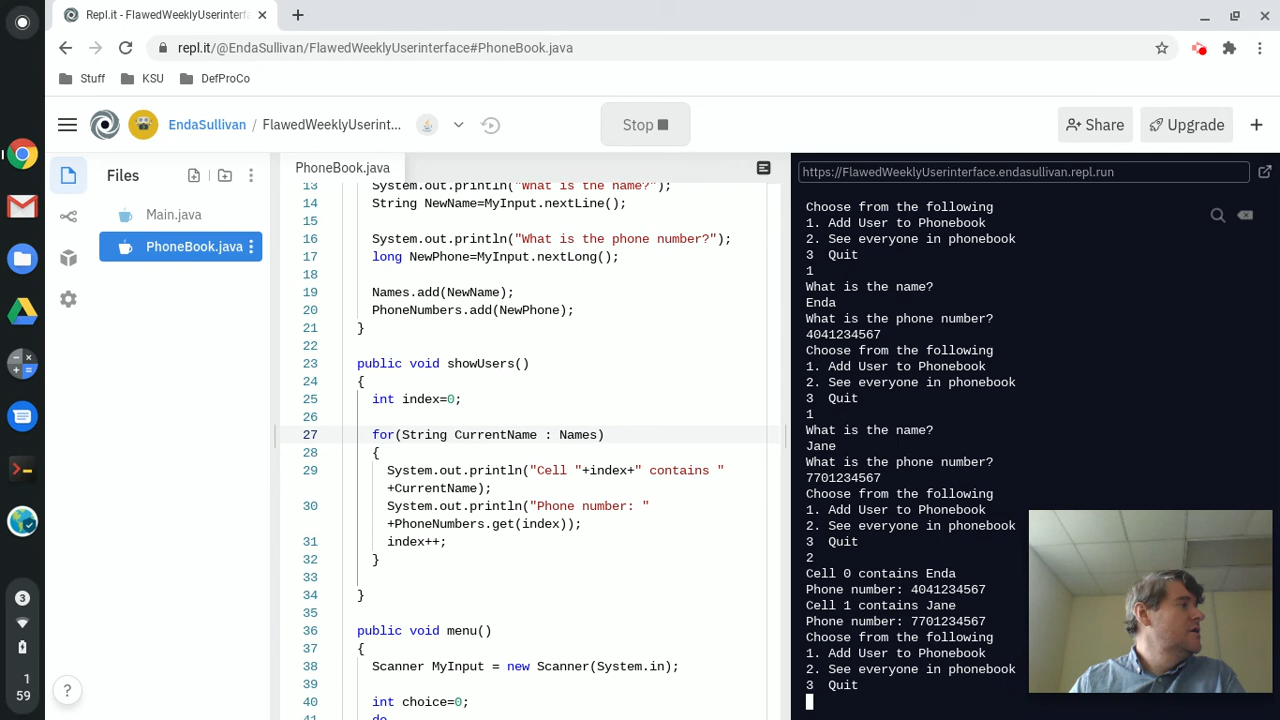 Repl.it - FlawedWeeklyUserinterf
repl.it/@EndaSullivan/FlawedWeeklyUserinterface#PhoneBook.java
Stuff
KSU
DefProCo
EndaSullivan / FlawedWeeklyUserint...
Stop
Share
Upgrade
Files
Main.java
PhoneBook.java
PhoneBook.java
13 System.out.println("What is the name?");
14 String NewName=MyInput.nextLine();
15
16 System.out.println("What is the phone number?");
17 long NewPhone=MyInput.nextLong();
18
19 Names.add(NewName);
20 PhoneNumbers.add(NewPhone);
21 }
22
23 public void showUsers()
24 {
25 int index=0;
26
27 for(String CurrentName : Names)
28 {
29 System.out.println("Cell "+index+" contains "
+CurrentName);
30 System.out.println("Phone number: "
+PhoneNumbers.get(index));
31 index++;
32 }
33
34 }
35
36 public void menu()
37 {
38 Scanner MyInput = new Scanner(System.in);
39
40 int choice=0;
41 do
https://FlawedWeeklyUserinterface.endasullivan.repl.run
Choose from the following
1. Add User to Phonebook
2. See everyone in phonebook
3  Quit
1
What is the name?
Enda
What is the phone number?
4041234567
Choose from the following
1. Add User to Phonebook
2. See everyone in phonebook
3  Quit
1
What is the name?
Jane
What is the phone number?
7701234567
Choose from the following
1. Add User to Phonebook
2. See everyone in phonebook
3  Quit
2
Cell 0 contains Enda
Phone number: 4041234567
Cell 1 contains Jane
Phone number: 7701234567
Choose from the following
1. Add User to Phonebook
2. See everyone in phonebook
3  Quit
3
1
59
?